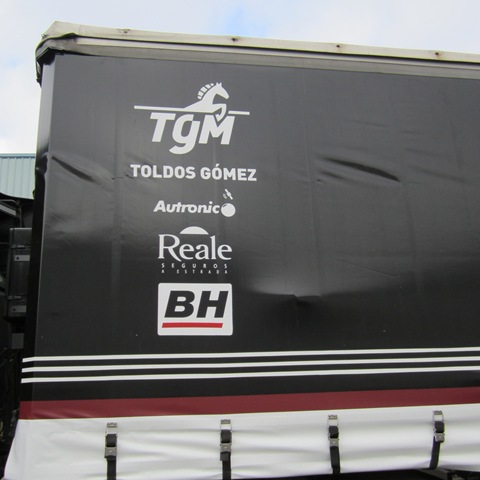 TGM
TOLDOS GÓMEZ
Autronic
Reale
SEGUROS
A ESTRADA
BH